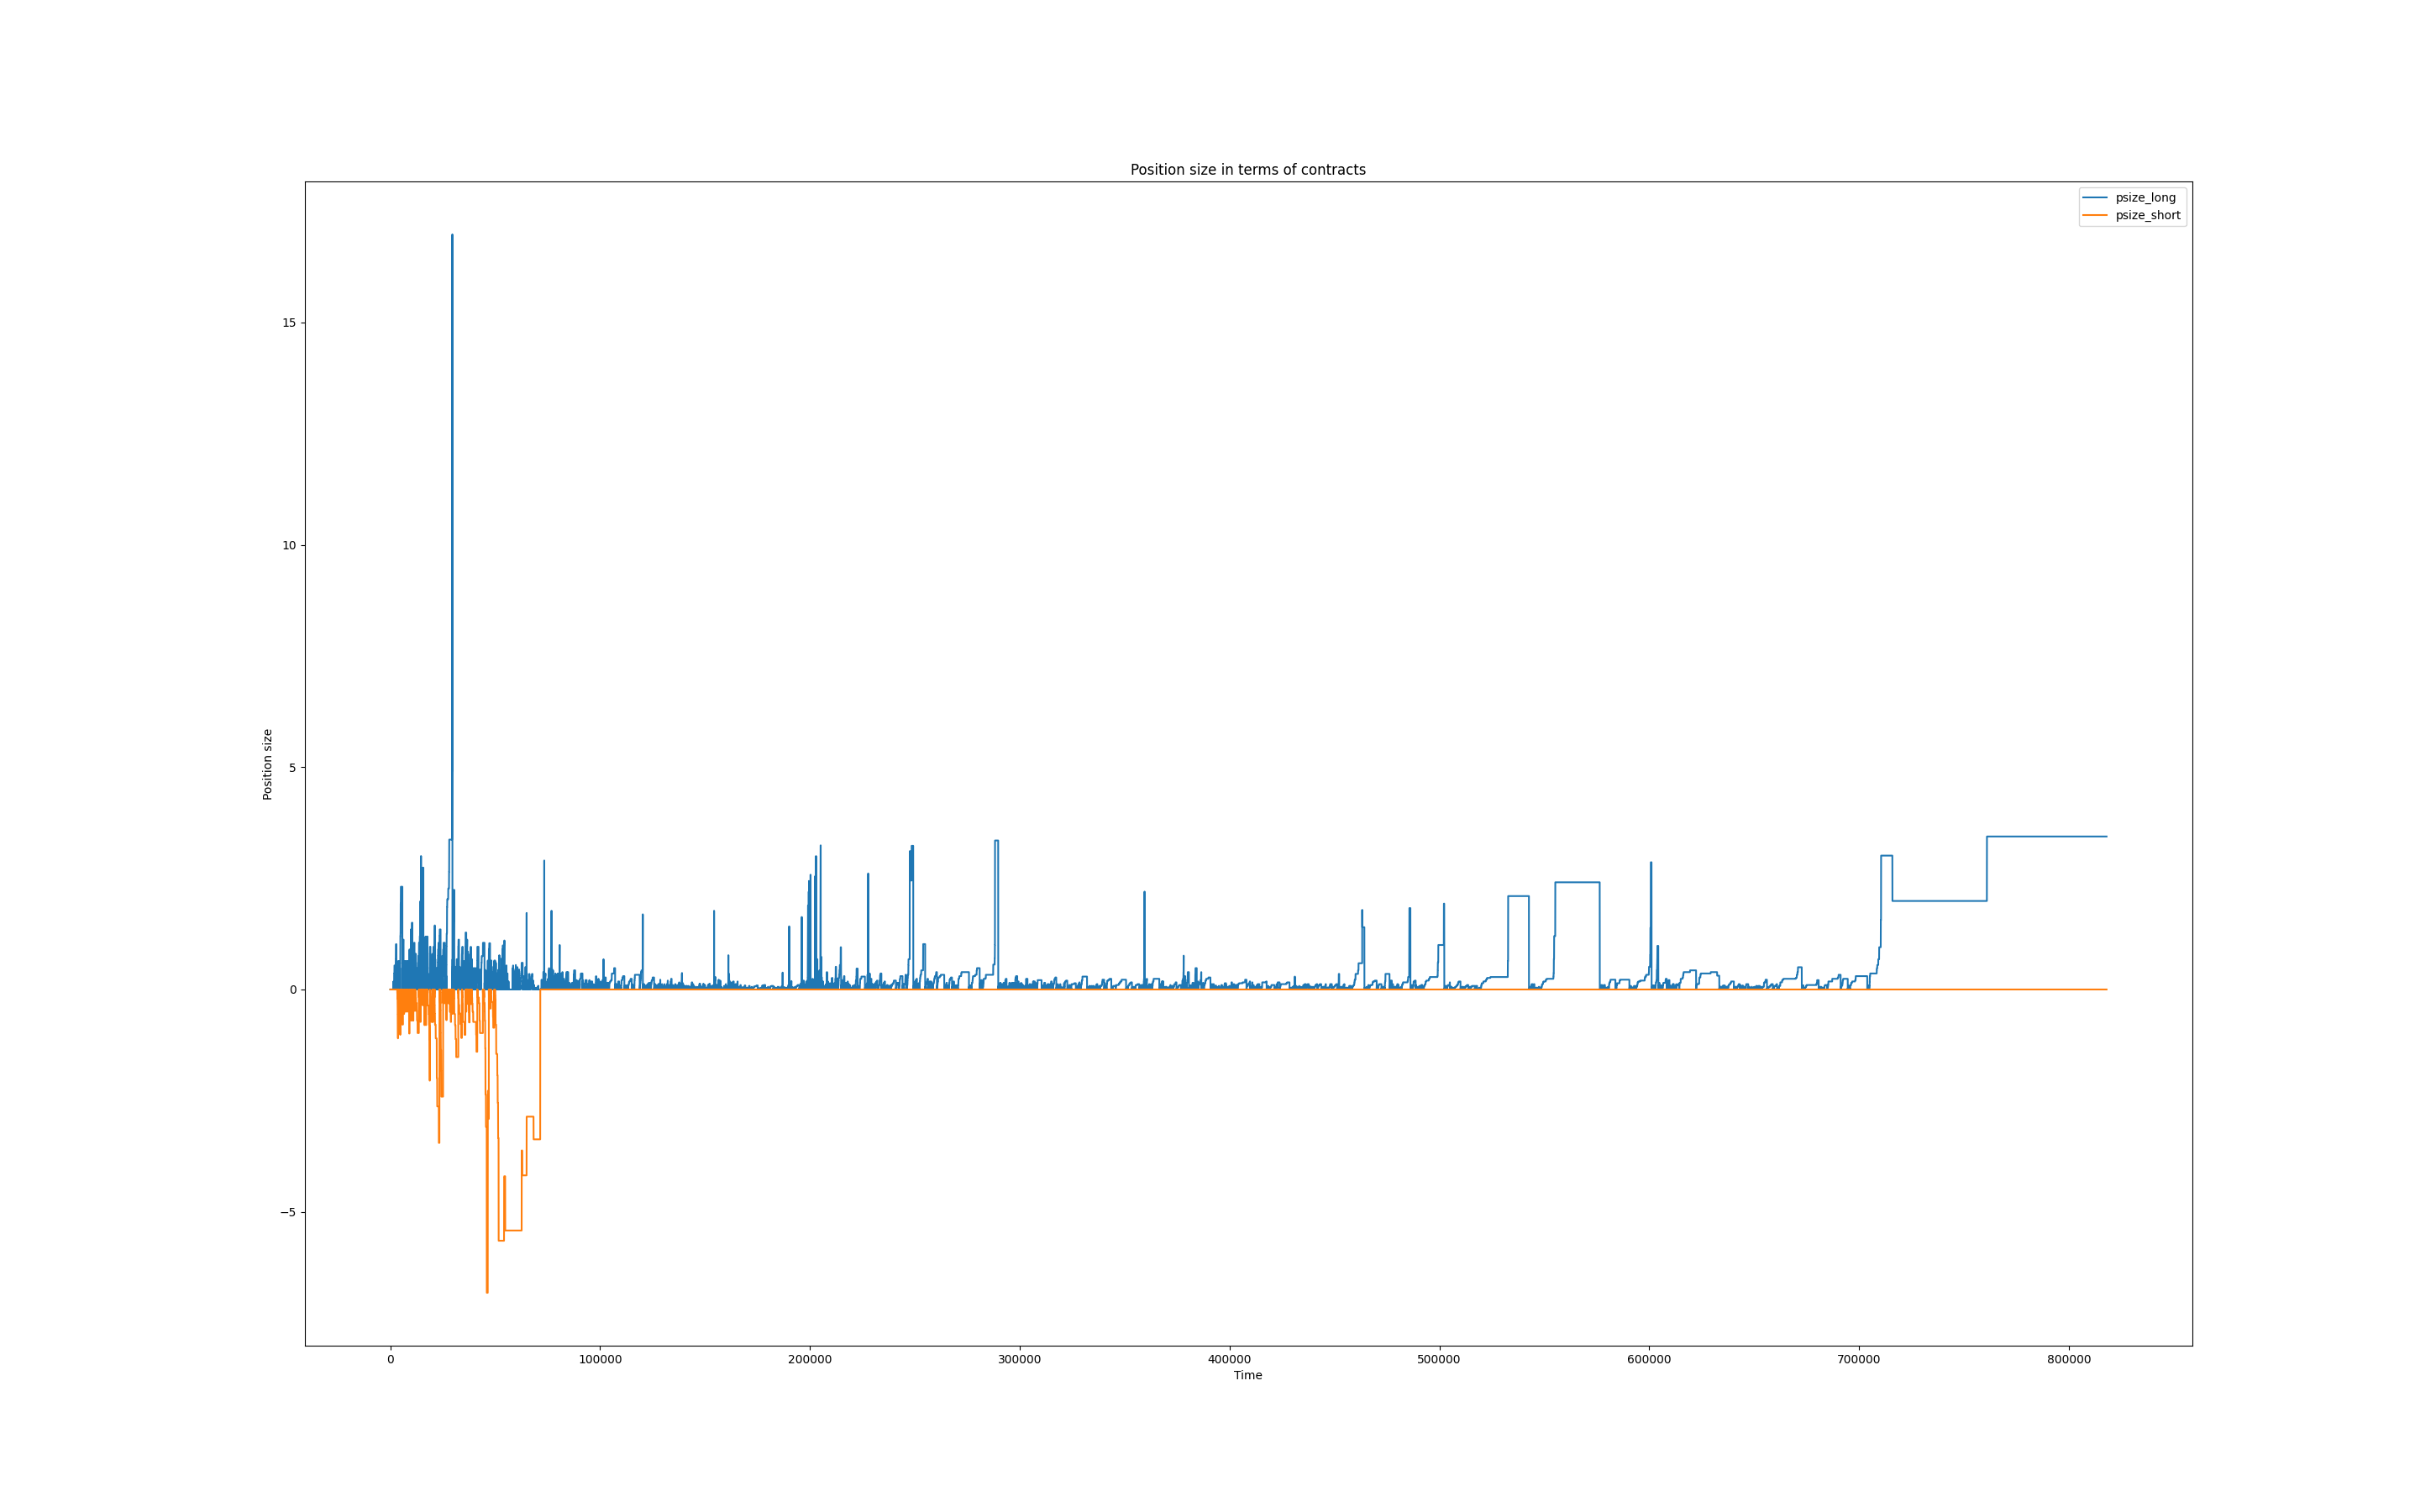 Position size in terms of contracts
psize_long
psize_short
Position size
15
10
5
0
−5
0
100000
200000
300000
400000
500000
600000
700000
800000
Time